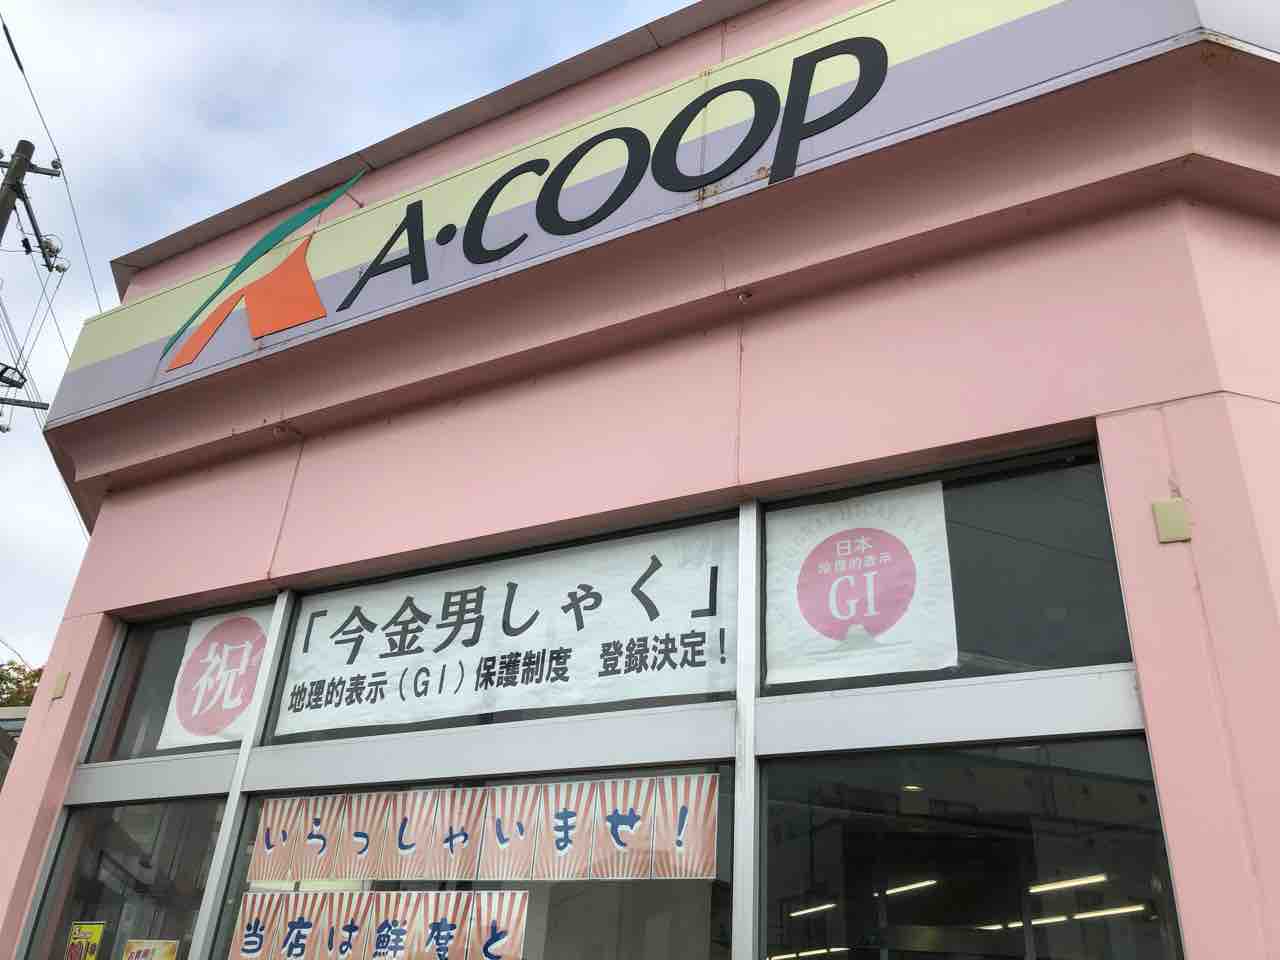 A・COOP
祝
「今金男しゃく」
地理的表示(GI)保護制度 登録決定!
日本
地理的表示
GI
いらっしゃいませ!
当店は鮮度と